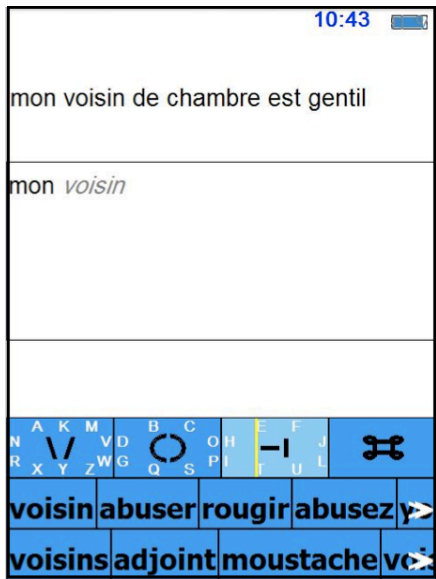 10:43
mon voisin de chambre est gentil
mon voisin
A K M B C E F
N V D O H J
R W G P I L
X Y Z Q S T U
voisin abuser rougir abusez
voisins adjoint moustache